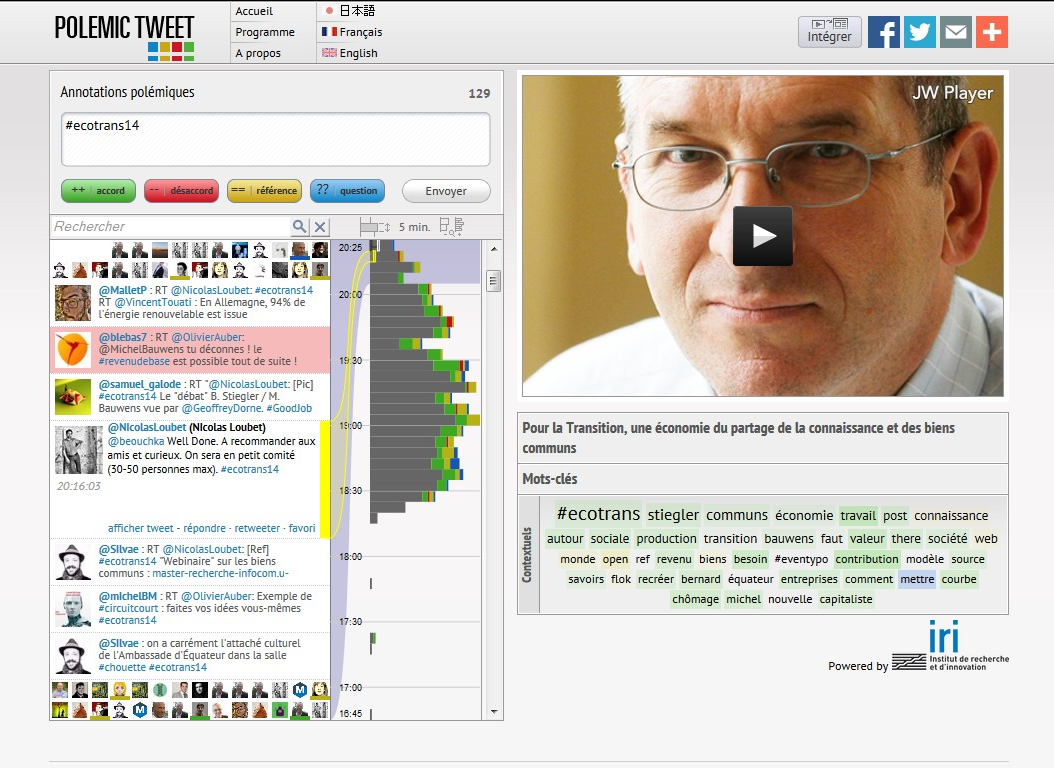 POLEMIC TWEET
Accueil
Programme
A propos
日本語
Français
English
Intégrer
Annotations polémiques
129
#ecotrans14
++ accord
-- désaccord
== référence
?? question
Envoyer
Rechercher
5 min.
@MalletP : RT @NicolasLoubet: #ecotrans14
RT @VincentTouati : En Allemagne, 94% de
l'énergie renouvelable est issue
@blebas7 : RT @OlivierAuber:
@MichelBauwens tu déconnes ! le
#revenudebase est possible tout de suite !
@samuel_galode : RT "@NicolasLoubet: [Pic]
#ecotrans14 Le "débat" B. Stiegler / M.
Bauwens vue par @GeoffreyDorne. #GoodJob
@NIcolasLoubet (NIcolas Loubet)
@beouchka Well Done. A recommander aux
amis et curieux. On sera en petit comité
(30-50 personnes max). #ecotrans14
20:16:03
afficher tweet - répondre · retweeter · favori
@SIlvae : RT @NicolasLoubet: [Ref]
#ecotrans14 "Webinaire" sur les biens
communs : master-recherche-infocom.u-
@mIchelBM : RT @OlivierAuber: Exemple de
#circuitcourt : faites vos idées vous-mêmes
#ecotrans14
@SIlvae : on a carrément l'attaché culturel
de l'Ambassade d'Équateur dans la salle
#chouette #ecotrans14
20:25
20:00
19:30
19:00
18:30
18:00
17:30
17:00
16:45
JW Player
Pour la Transition, une économie du partage de la connaissance et des biens
communs
Mots-clés
Contextuels
#ecotrans stiegler communs économie travail post connaissance
autour sociale production transition bauwens faut valeur there société web
monde open ref revenu biens besoin #eventypo contribution modèle source
savoirs flok recréer bernard équateur entreprises comment mettre courbe
chômage michel nouvelle capitaliste
Powered by
iri
Institut de recherche
et d'innovation